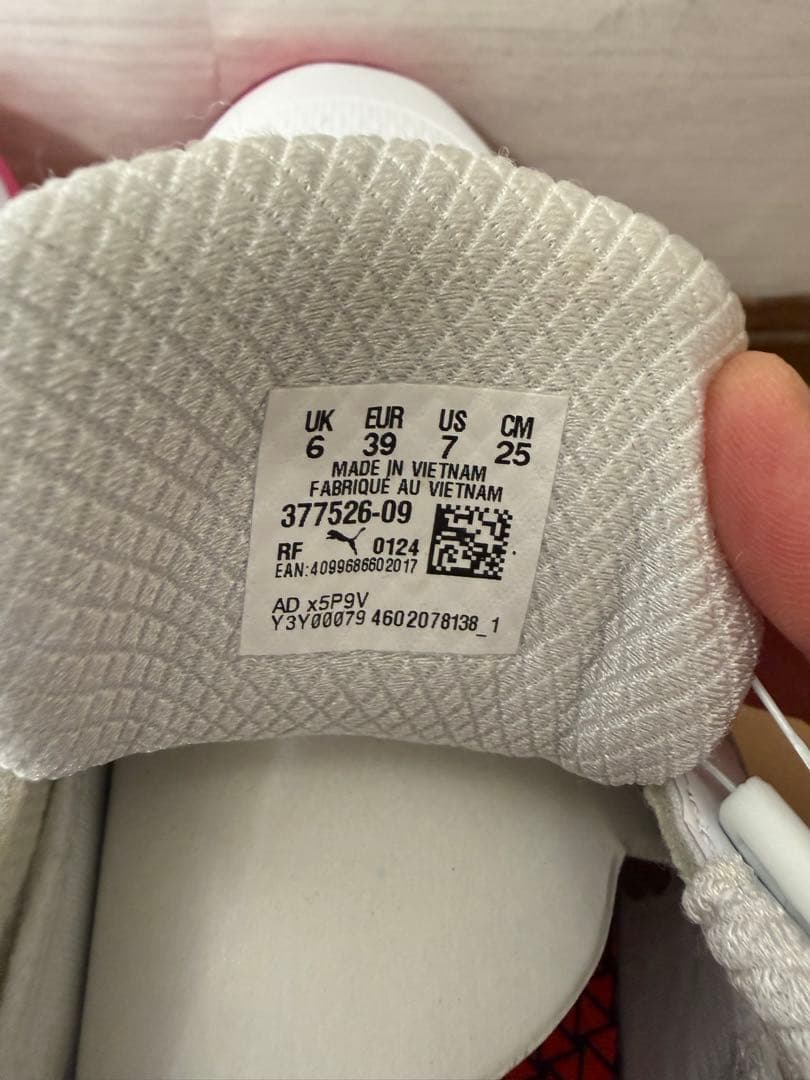 UK EUR US CM
6 39 7 25
MADE IN VIETNAM
FABRIQUÉ AU VIETNAM
377526-09
RF 0124
EAN:4099686602017
AD x5P9V
Y3Y00079 4602078138_1